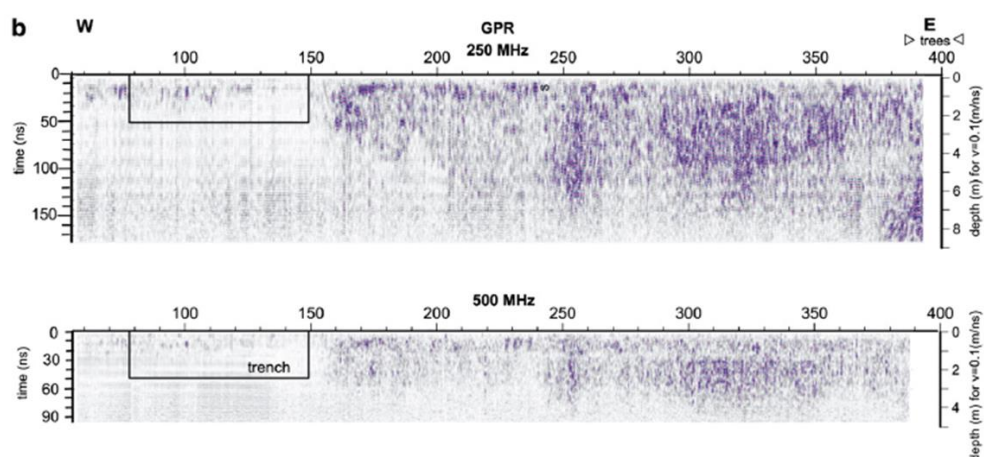 b W GPR E
250 MHz ▷ trees ◁
100 150 200 250 300 350 400
0 s 0
50 2
100 4
150 6
8
time (ns)
depth (m) for v=0.1(m/ns)
500 MHz
100 150 200 250 300 350 400
0 0
30 2
60 trench
90 4
time (ns)
depth (m) for v=0.1(m/ns)